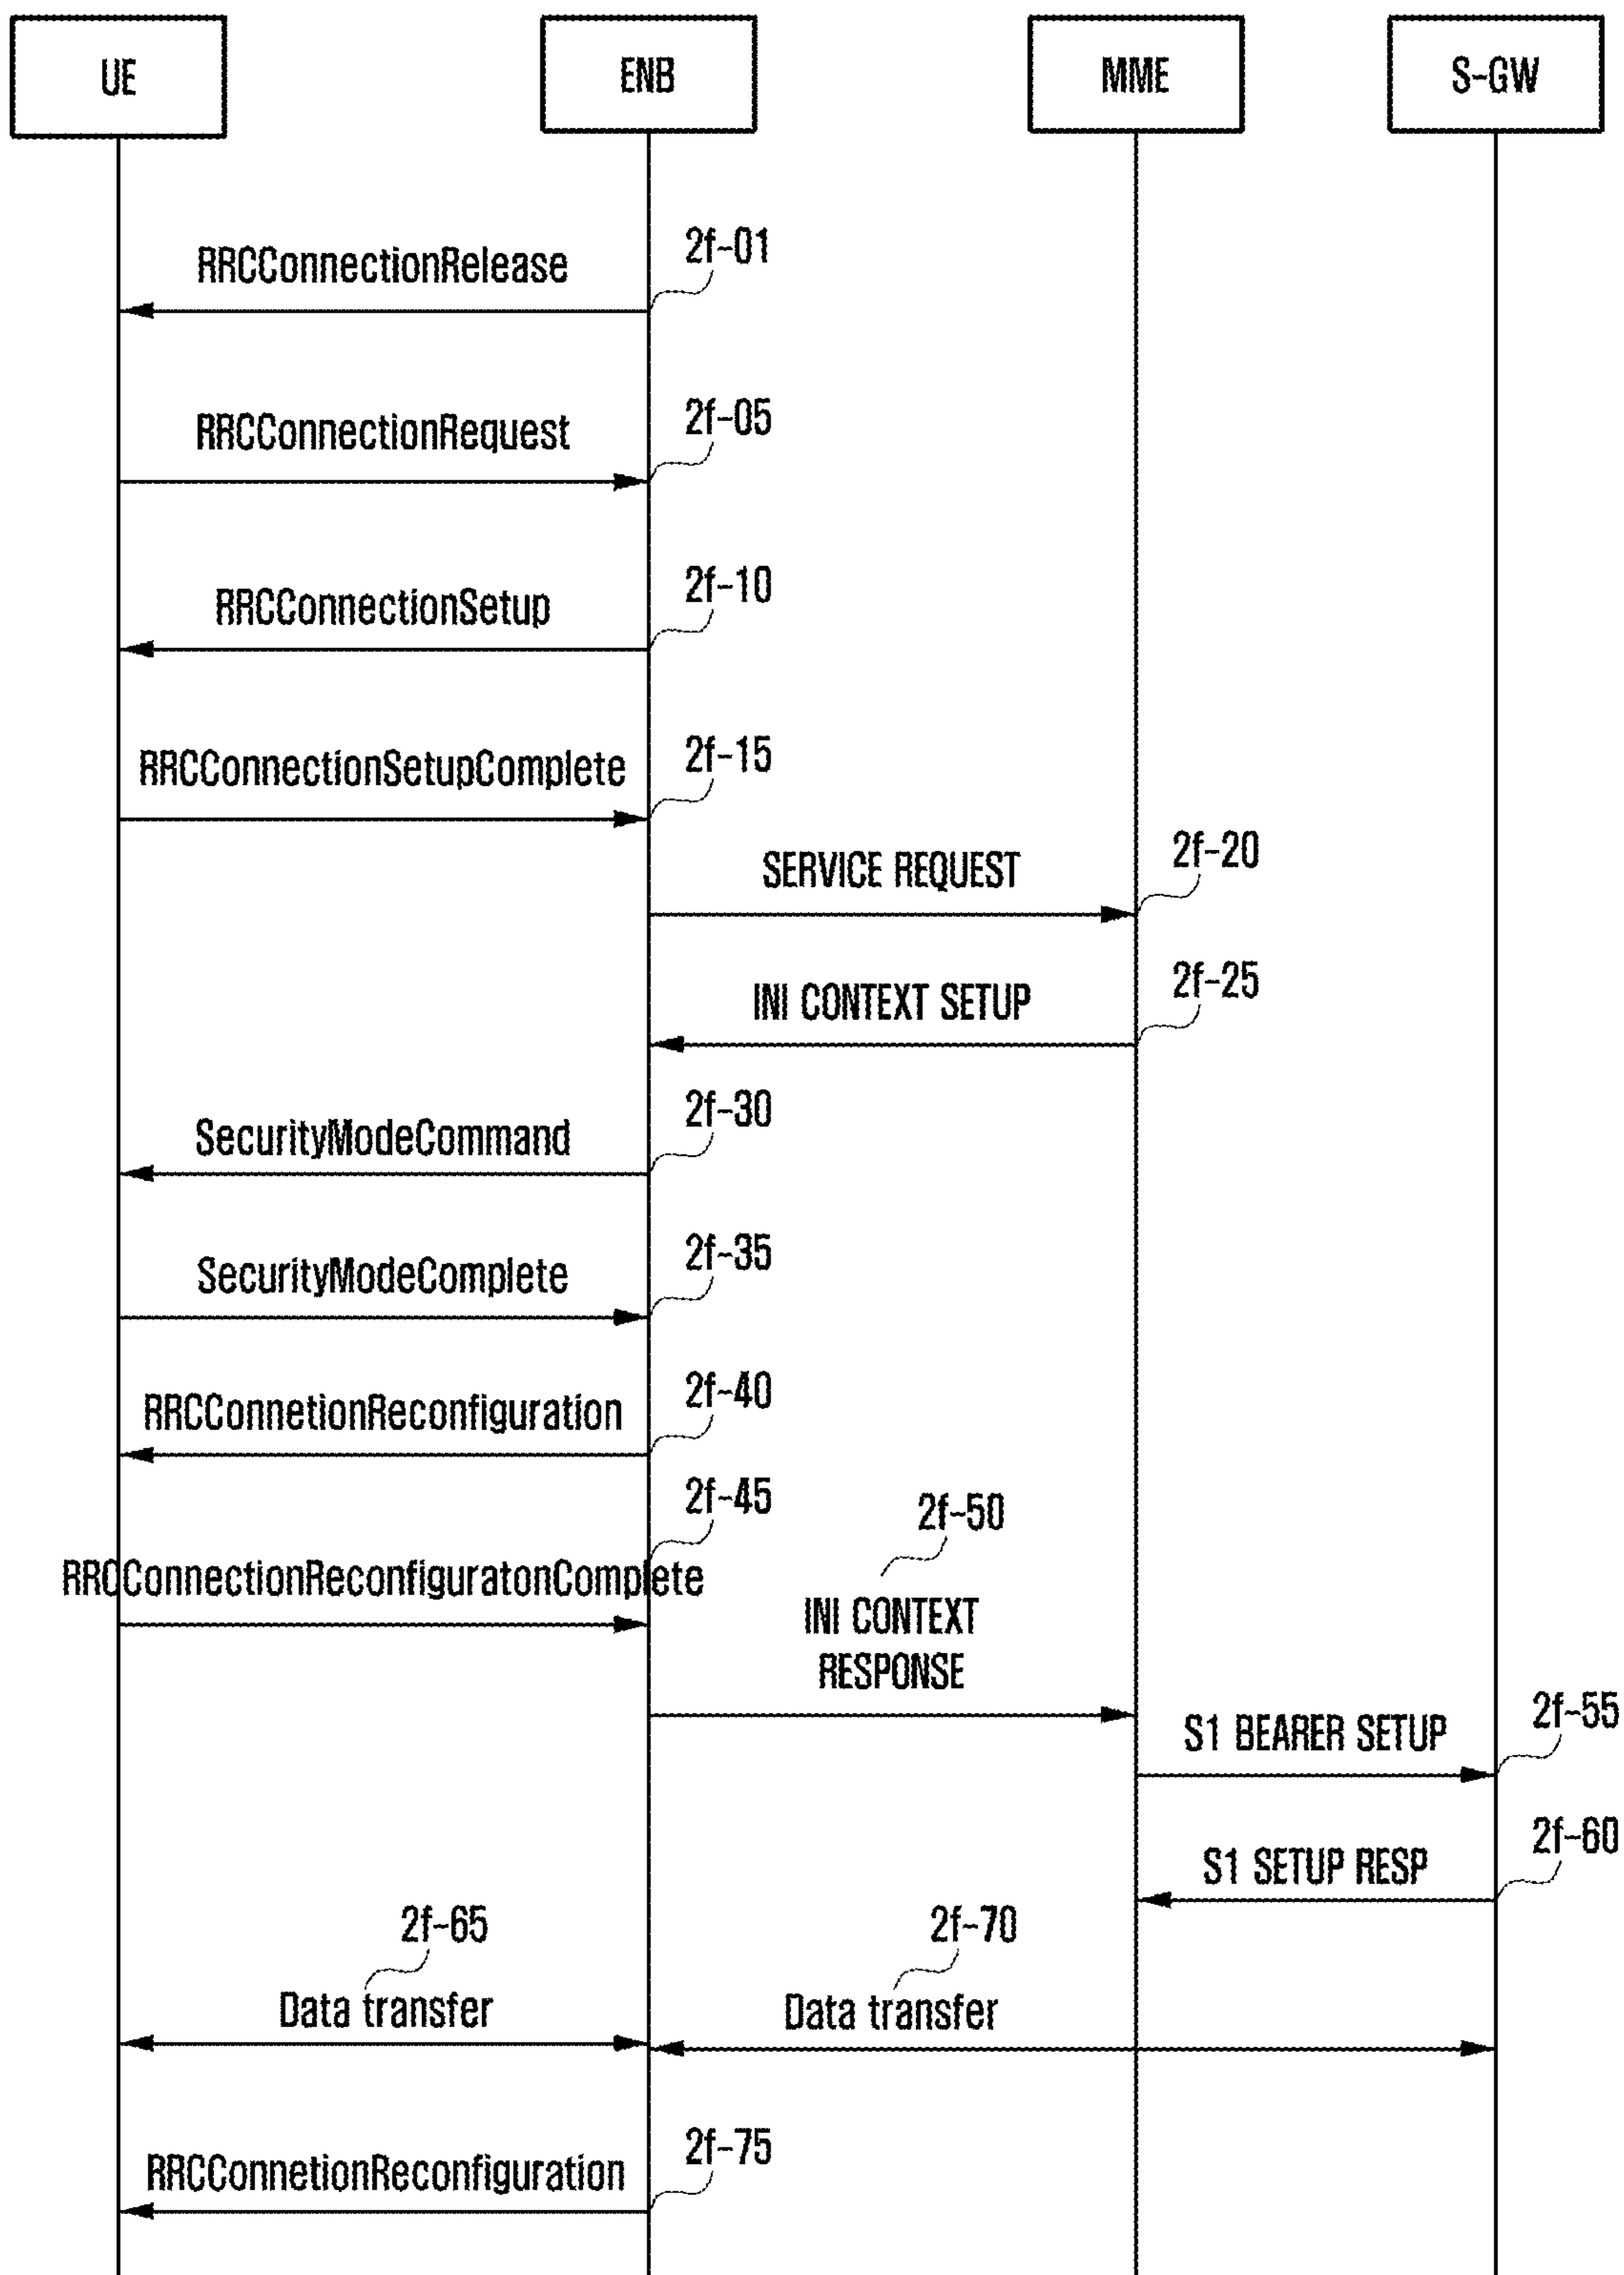 UE
ENB
MME
S-GW
2f-01
RRCConnectionRelease
2f-05
RRCConnectionRequest
2f-10
RRCConnectionSetup
2f-15
RRCConnectionSetupComplete
2f-20
SERVICE REQUEST
2f-25
INI CONTEXT SETUP
2f-30
SecurityModeCommand
2f-35
SecurityModeComplete
2f-40
RRCConnetionReconfiguration
2f-45
RRCConnectionReconfiguratonComplete
2f-50
INI CONTEXT
RESPONSE
2f-55
S1 BEARER SETUP
2f-60
S1 SETUP RESP
2f-65
Data transfer
2f-70
Data transfer
2f-75
RRCConnetionReconfiguration